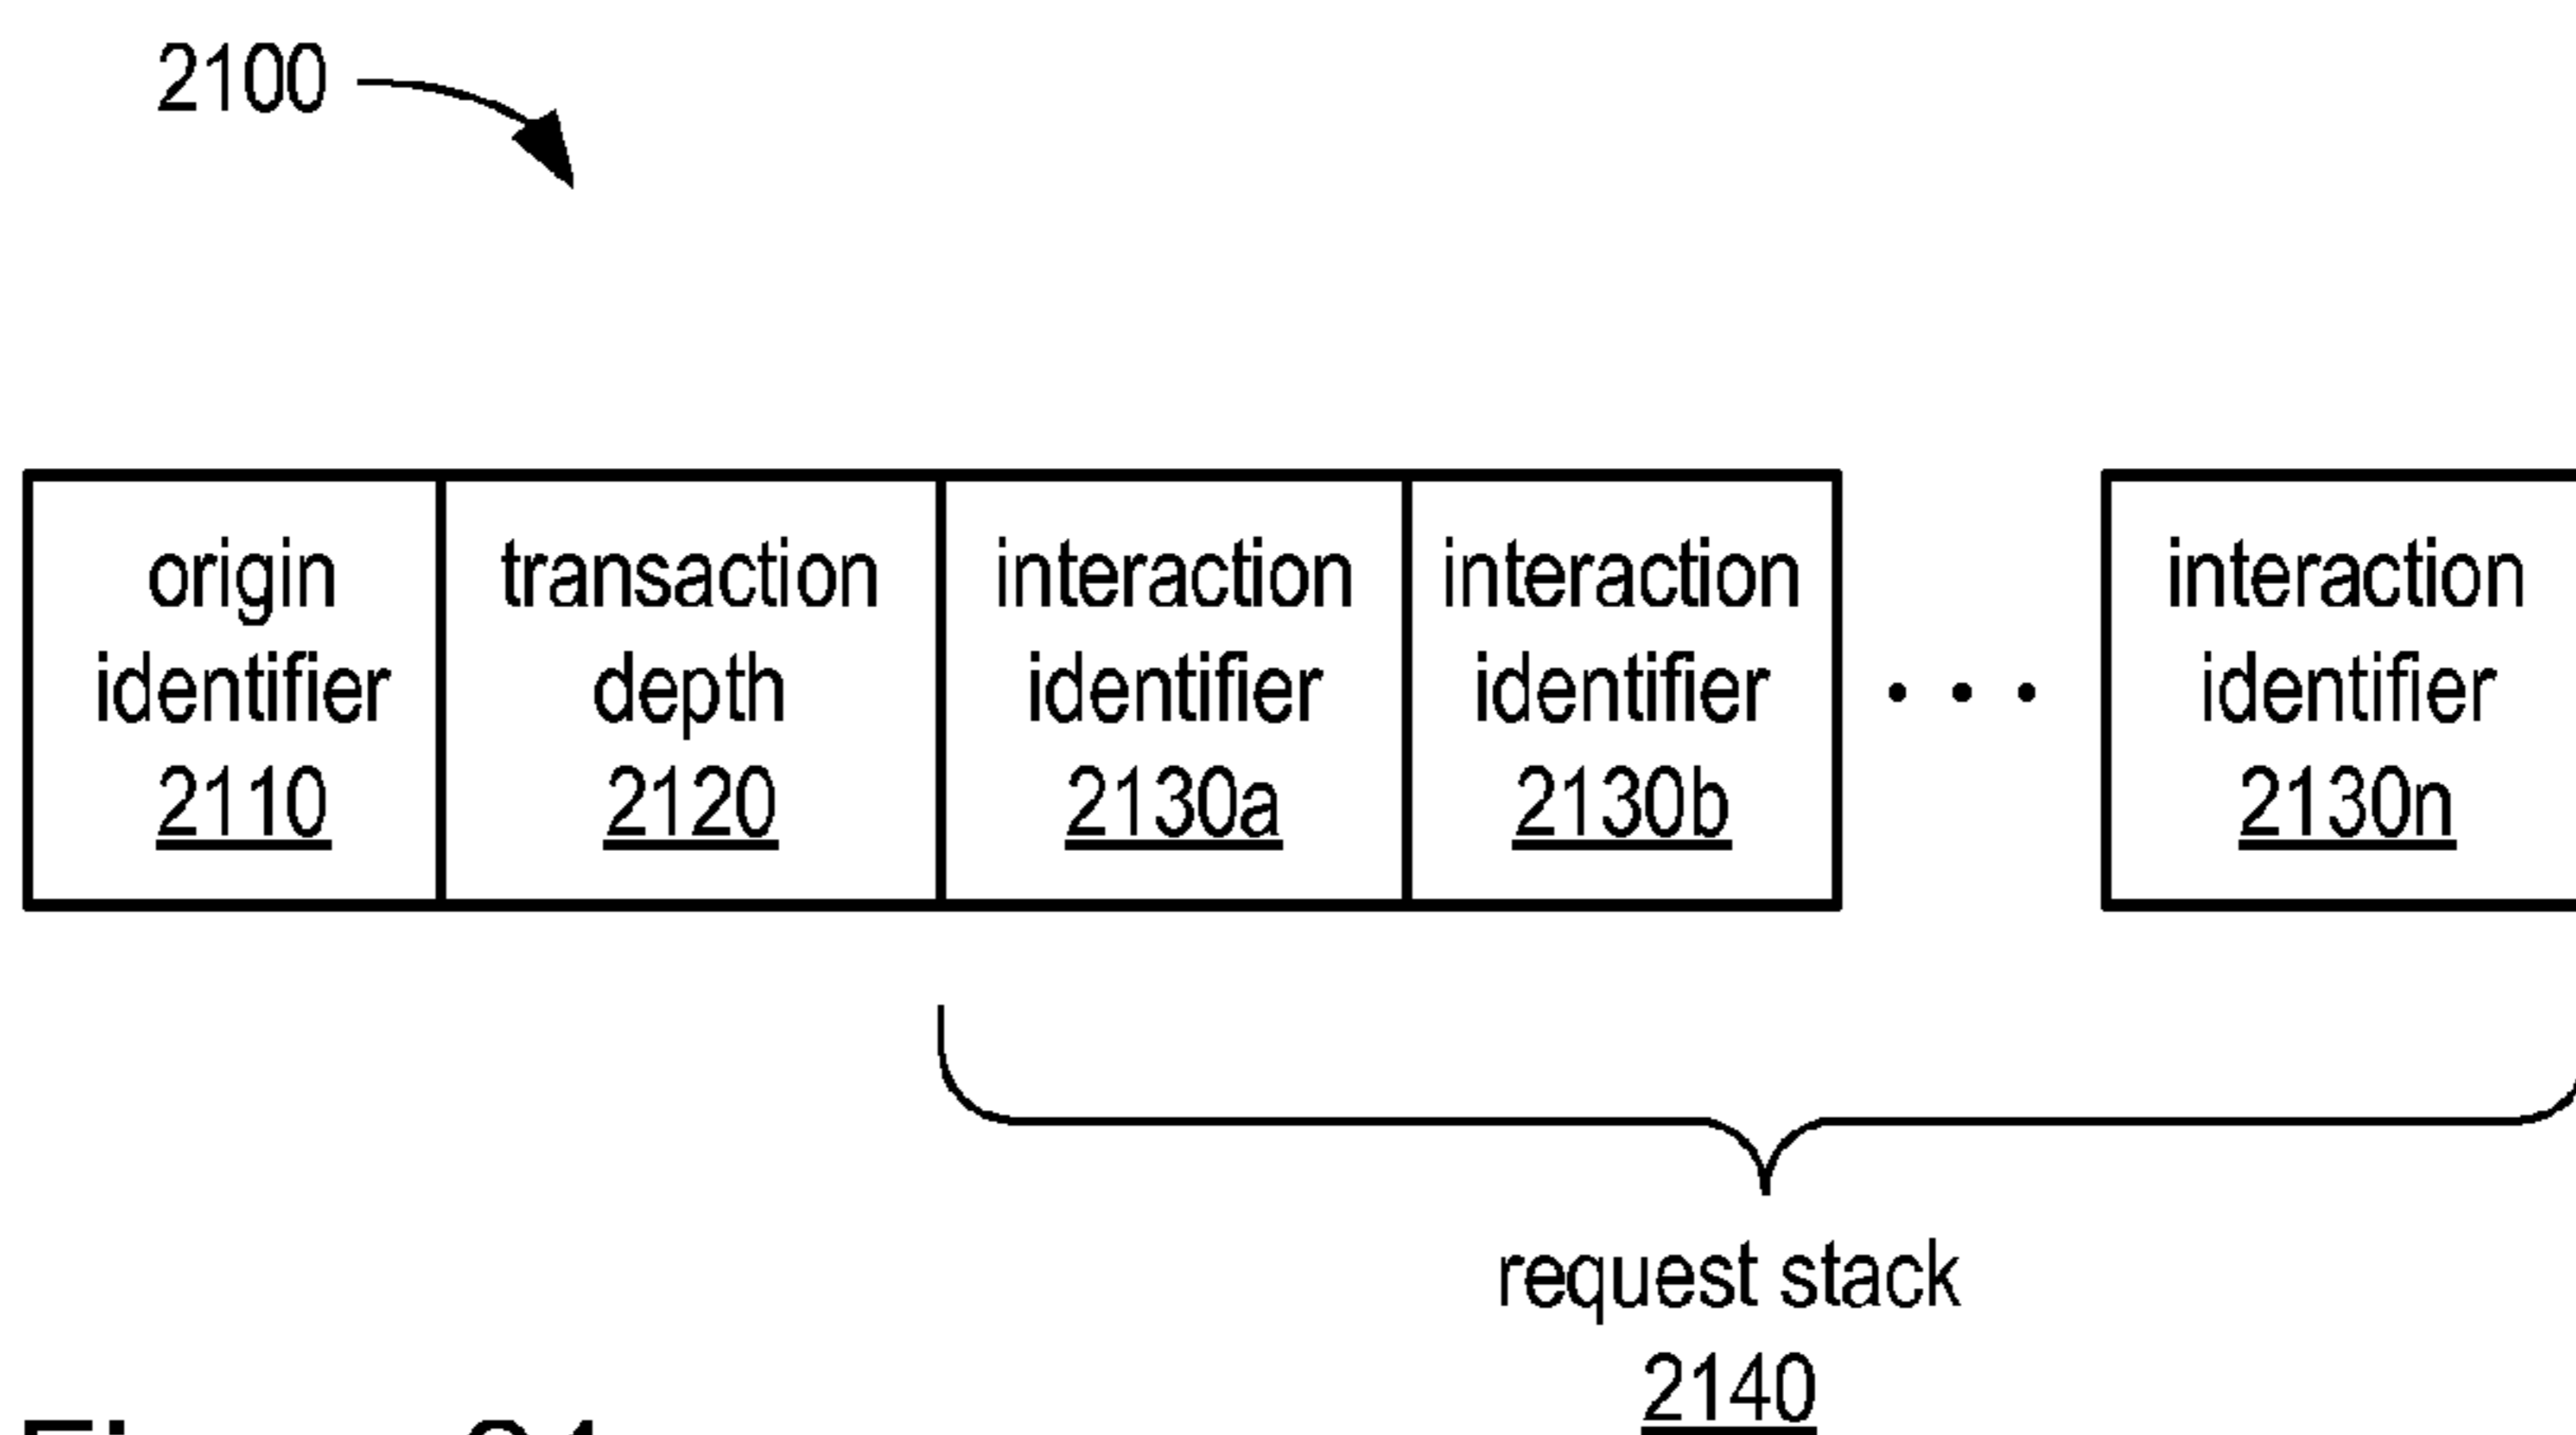 2100
origin
identifier
2110
transaction
depth
2120
interaction
identifier
2130a
interaction
identifier
2130b
. . .
interaction
identifier
2130n
request stack
2140